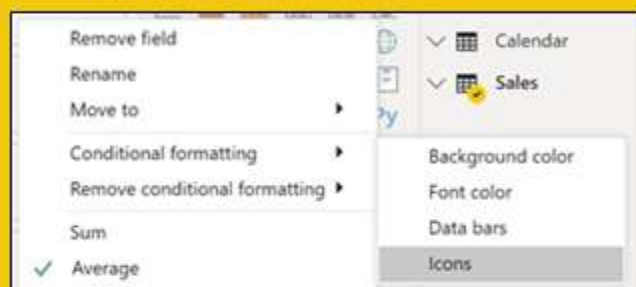 Remove field
Rename
Move to
Conditional formatting
Remove conditional formatting
Sum
Average
Calendar
Sales
Py
Background color
Font color
Data bars
Icons